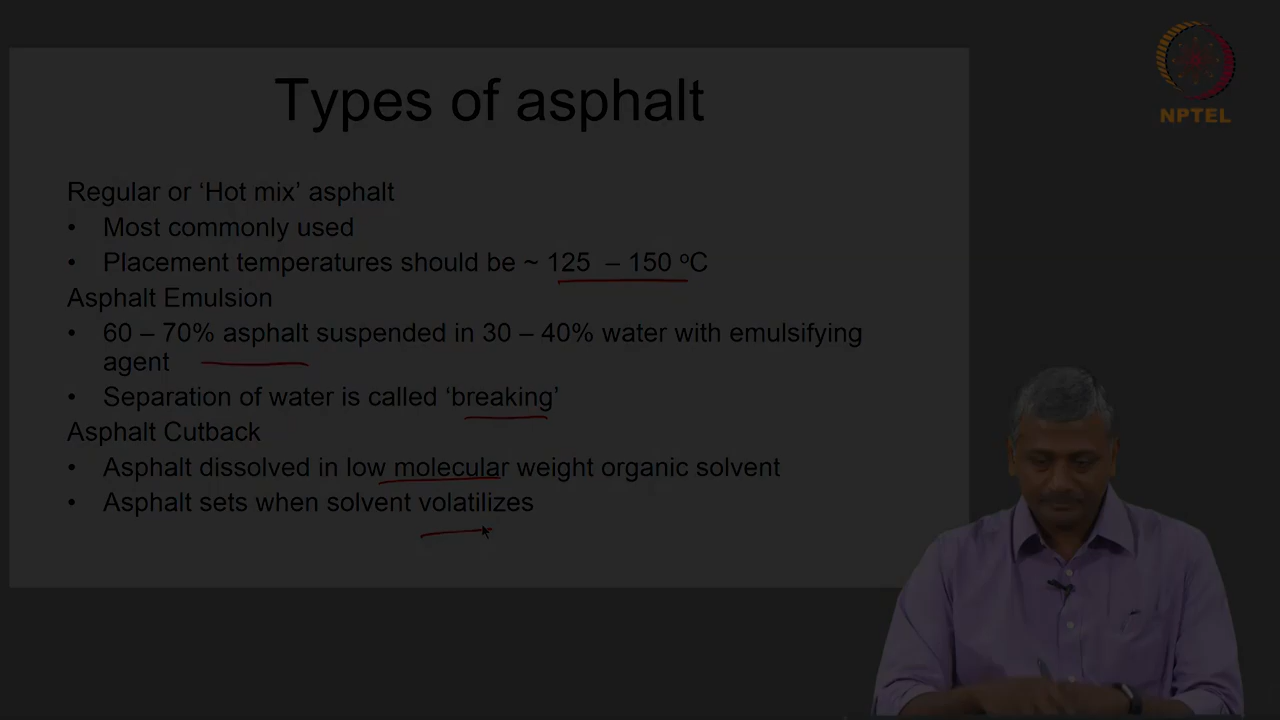 NPTEL
Types of asphalt
Regular or ‘Hot mix’ asphalt
• Most commonly used
• Placement temperatures should be ~ 125 – 150 ºC
Asphalt Emulsion
• 60 – 70% asphalt suspended in 30 – 40% water with emulsifying
agent
• Separation of water is called ‘breaking’
Asphalt Cutback
• Asphalt dissolved in low molecular weight organic solvent
• Asphalt sets when solvent volatilizes